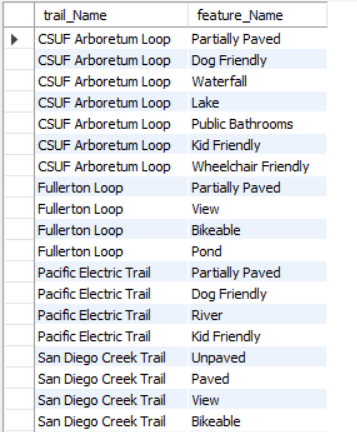 trail_Name feature_Name
CSUF Arboretum Loop Partially Paved
CSUF Arboretum Loop Dog Friendly
CSUF Arboretum Loop Waterfall
CSUF Arboretum Loop Lake
CSUF Arboretum Loop Public Bathrooms
CSUF Arboretum Loop Kid Friendly
CSUF Arboretum Loop Wheelchair Friendly
Fullerton Loop Partially Paved
Fullerton Loop View
Fullerton Loop Bikeable
Fullerton Loop Pond
Pacific Electric Trail Partially Paved
Pacific Electric Trail Dog Friendly
Pacific Electric Trail River
Pacific Electric Trail Kid Friendly
San Diego Creek Trail Unpaved
San Diego Creek Trail Paved
San Diego Creek Trail View
San Diego Creek Trail Bikeable